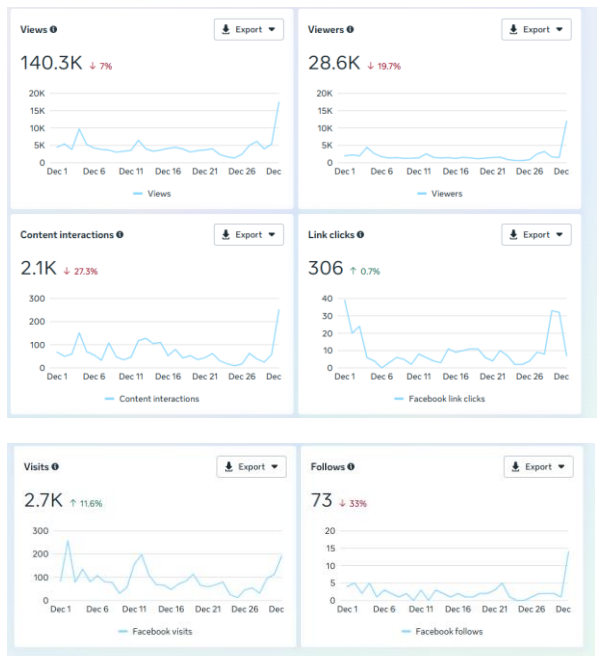 Views Export
140.3K ↓ 7%
20K
15K
10K
5K
0
Dec 1 Dec 6 Dec 11 Dec 16 Dec 21 Dec 26 Dec
Views
Viewers Export
28.6K ↓ 19.7%
20K
15K
10K
5K
0
Dec 1 Dec 6 Dec 11 Dec 16 Dec 21 Dec 26 Dec
Viewers
Content interactions Export
2.1K ↓ 27.3%
300
200
100
0
Dec 1 Dec 6 Dec 11 Dec 16 Dec 21 Dec 26 Dec
Content interactions
Link clicks Export
306 ↑ 0.7%
40
30
20
10
0
Dec 1 Dec 6 Dec 11 Dec 16 Dec 21 Dec 26 Dec
Facebook link clicks
Visits Export
2.7K ↑ 11.6%
300
200
100
0
Dec 1 Dec 6 Dec 11 Dec 16 Dec 21 Dec 26 Dec
Facebook visits
Follows Export
73 ↓ 33%
20
15
10
5
0
Dec 1 Dec 6 Dec 11 Dec 16 Dec 21 Dec 26 Dec
Facebook follows